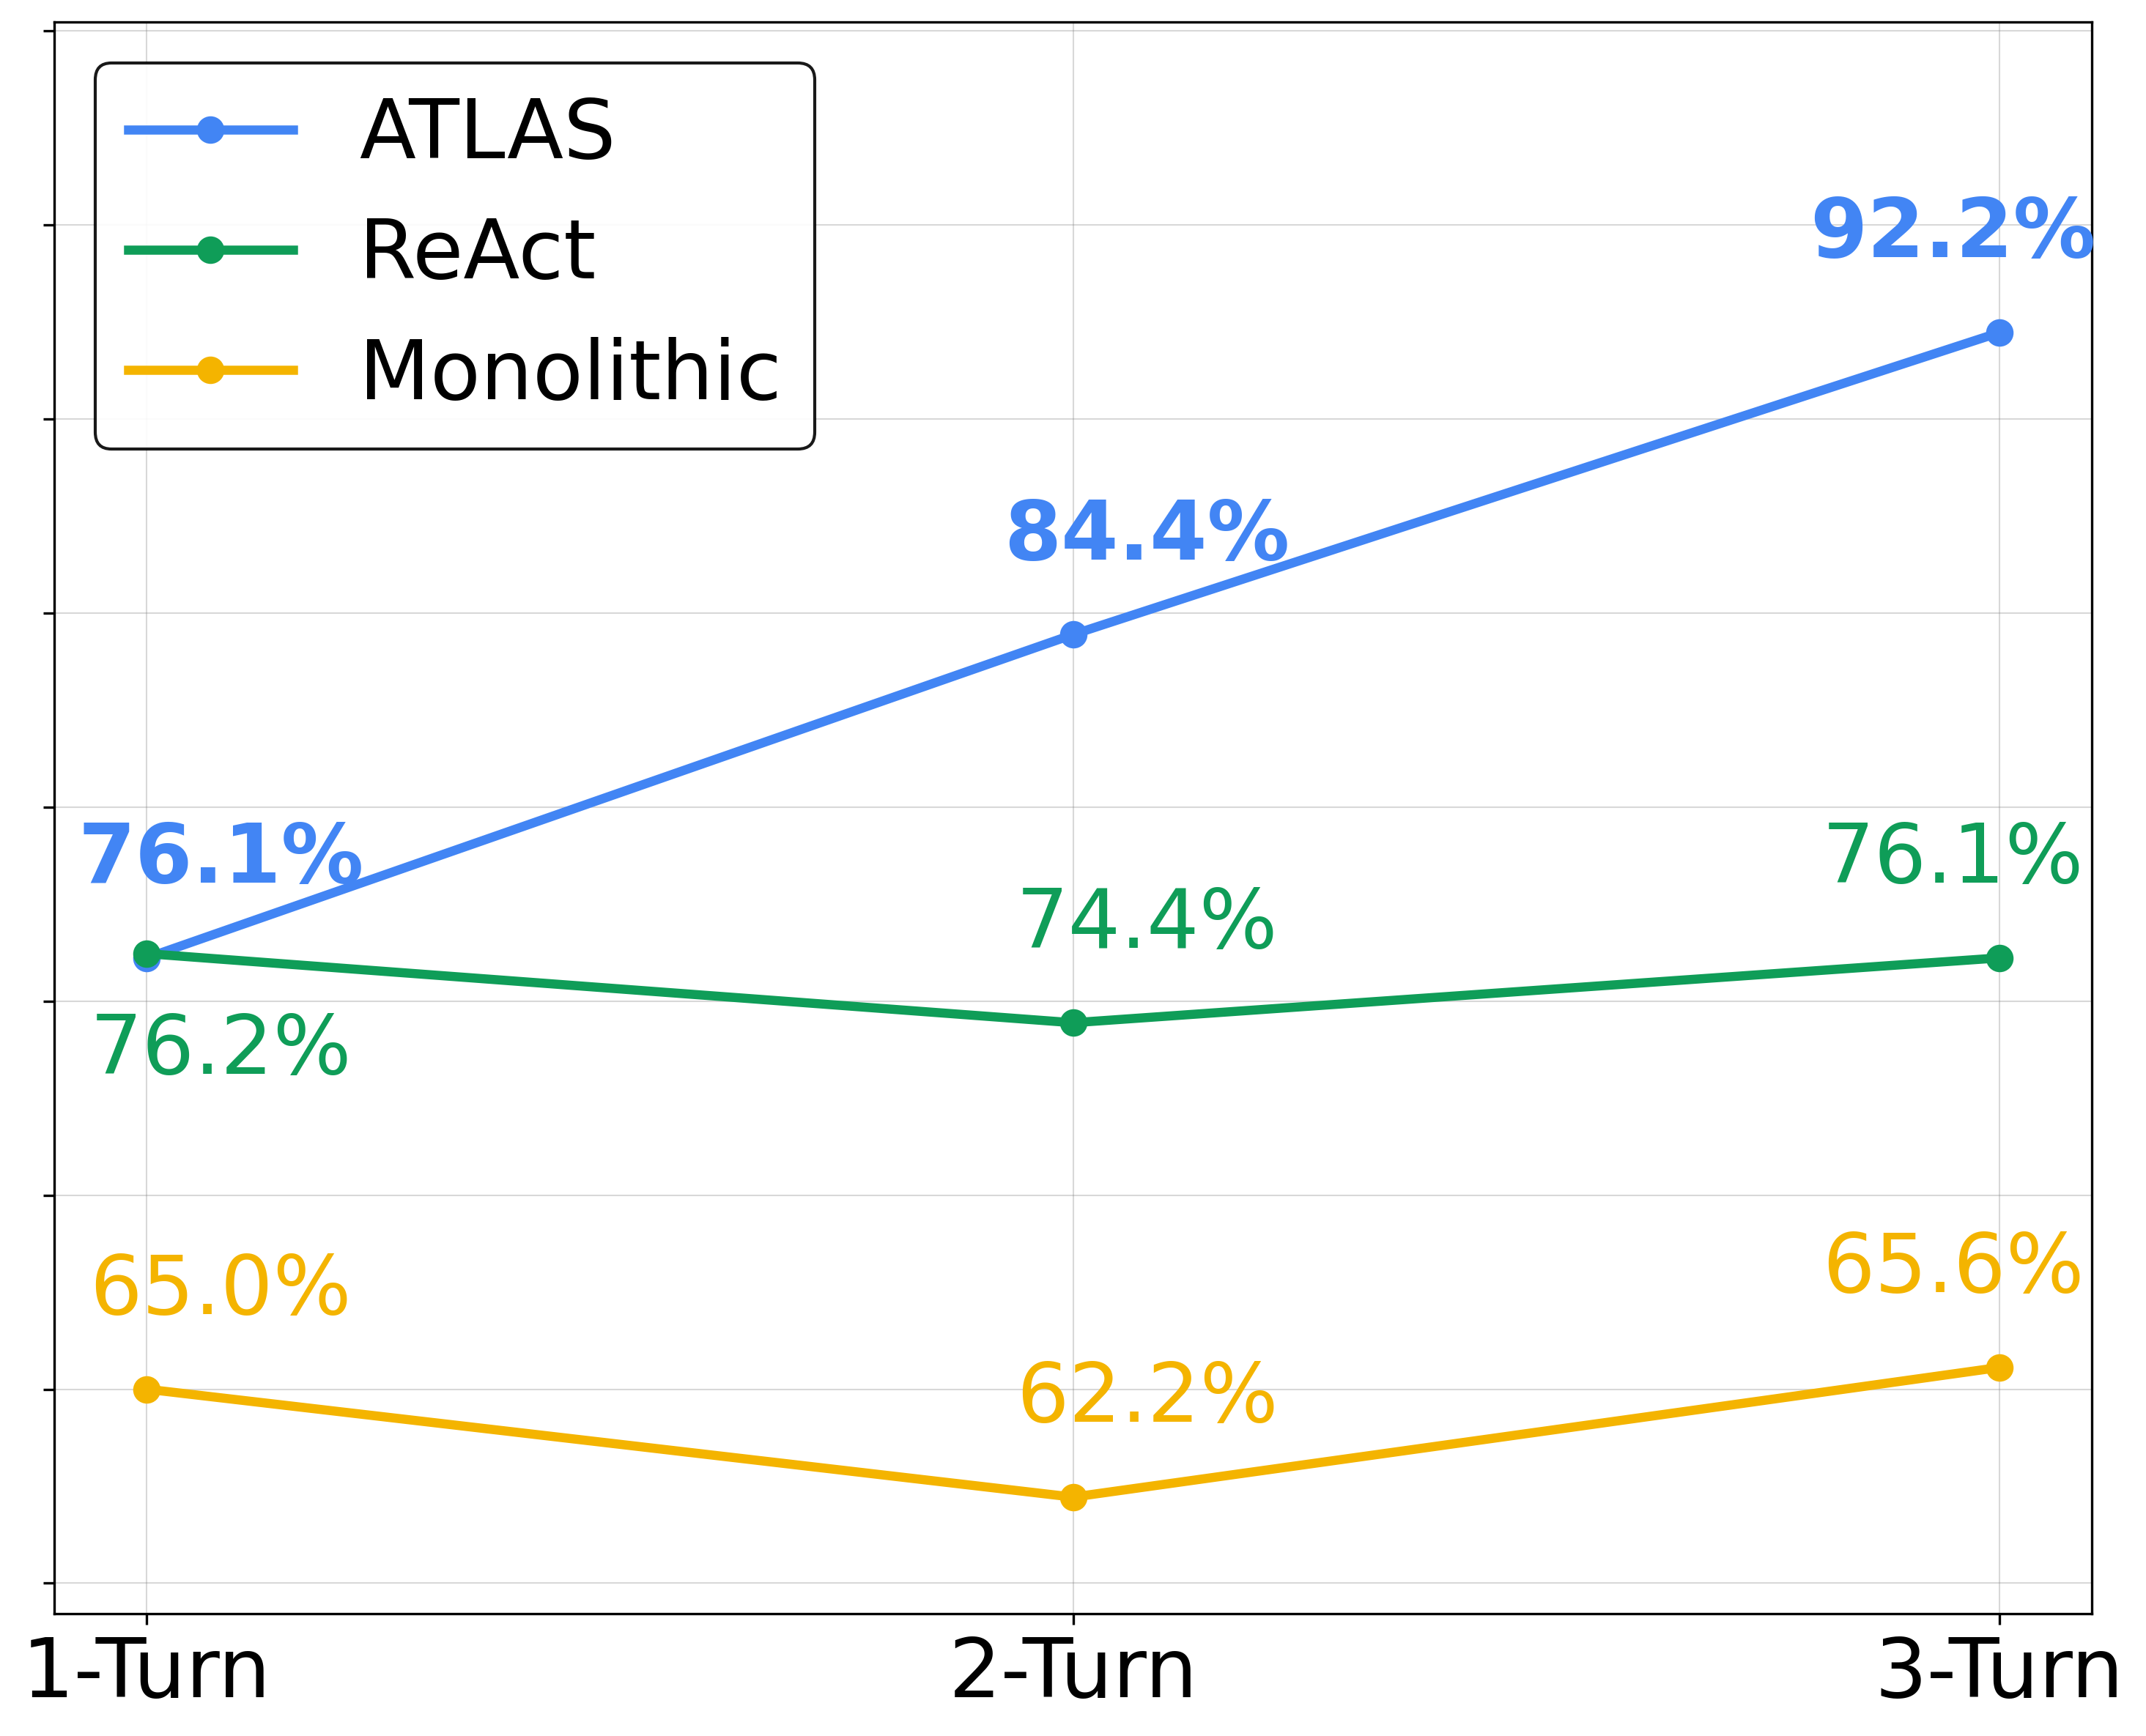 ATLAS
ReAct
Monolithic
92.2%
84.4%
76.1%
76.1%
74.4%
76.2%
65.0%
65.6%
62.2%
1-Turn
2-Turn
3-Turn